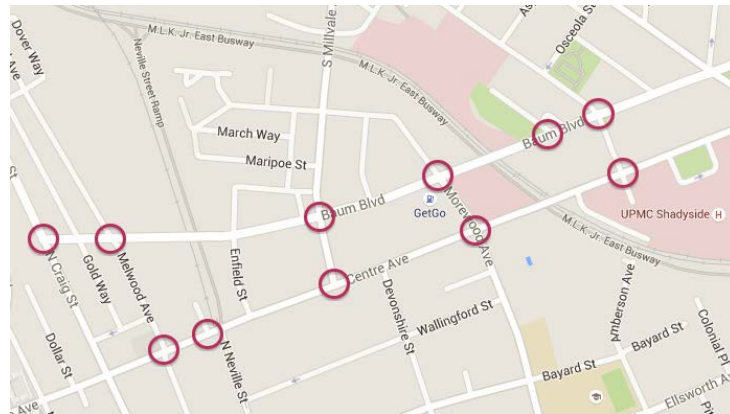 Dover Way
Neville Street Ramp
S Millvale
M.L.K. Jr. East Busway
M.L.K. Jr. East Busway
Osceola St
March Way
Maripoe St
Baum Blvd
Baum Blvd
GetGo
Morewood Ave
UPMC Shadyside H
M.L.K. Jr. East Busway
N Craig St
Gold Way
Melwood Ave
Enfield St
Centre Ave
Devonshire St
Wallingford St
Amberson Ave
N Neville St
Dollar St
Bayard St
Bayard St
Colonial Pl
Ellsworth Av
Ave